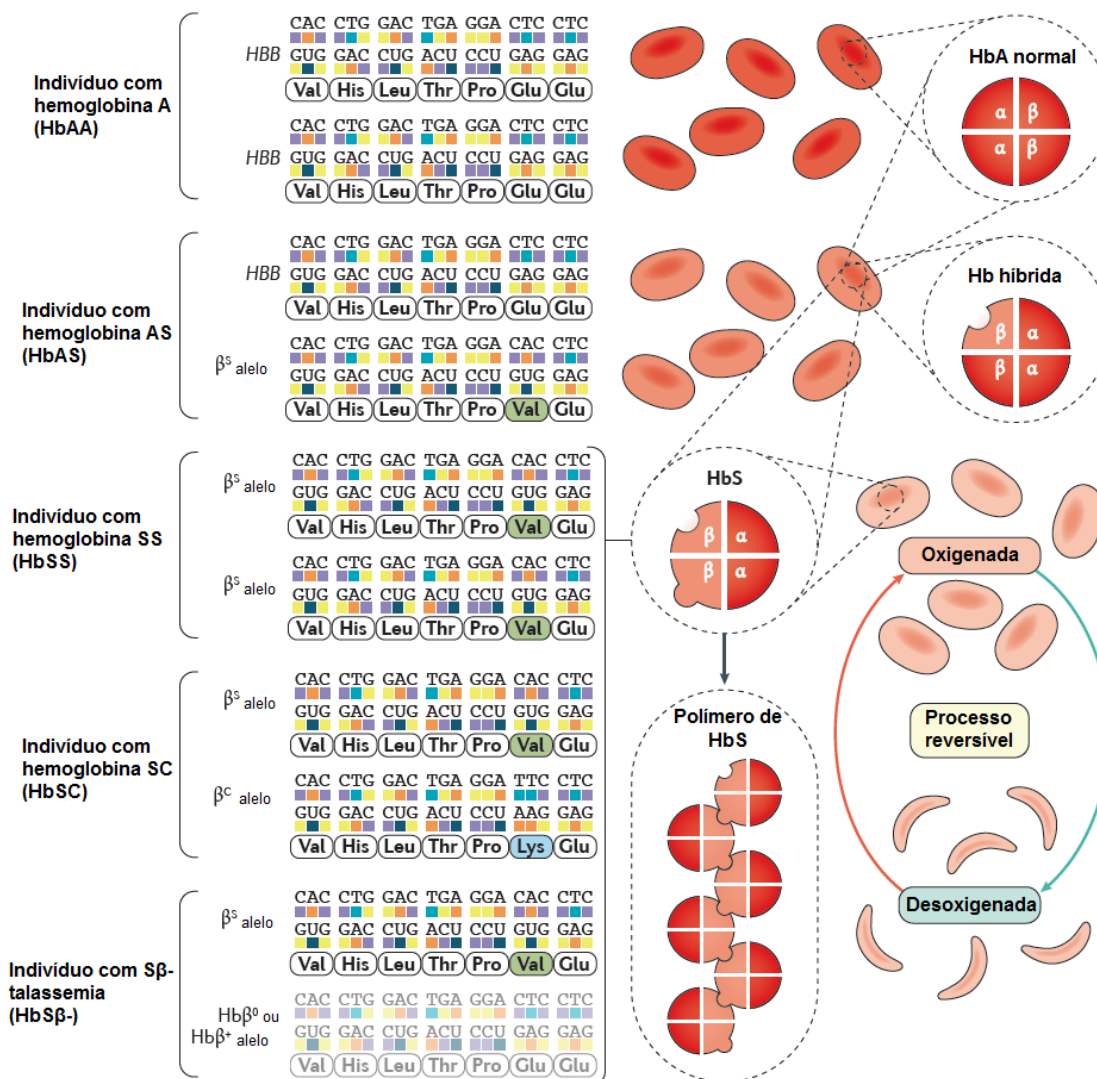 Indivíduo com
hemoglobina A
(HbAA)
CAC CTG GAC TGA GGA CTC CTC
HBB
GUG GAC CUG ACU CCU GAG GAG
Val His Leu Thr Pro Glu Glu
CAC CTG GAC TGA GGA CTC CTC
HBB
GUG GAC CUG ACU CCU GAG GAG
Val His Leu Thr Pro Glu Glu
HbA normal
α β
α β
Indivíduo com
hemoglobina AS
(HbAS)
CAC CTG GAC TGA GGA CTC CTC
HBB
GUG GAC CUG ACU CCU GAG GAG
Val His Leu Thr Pro Glu Glu
βS alelo
CAC CTG GAC TGA GGA CAC CTC
GUG GAC CUG ACU CCU GUG GAG
Val His Leu Thr Pro Val Glu
Hb híbrida
β α
β α
Indivíduo com
hemoglobina SS
(HbSS)
βS alelo
CAC CTG GAC TGA GGA CAC CTC
GUG GAC CUG ACU CCU GUG GAG
Val His Leu Thr Pro Val Glu
βS alelo
CAC CTG GAC TGA GGA CAC CTC
GUG GAC CUG ACU CCU GUG GAG
Val His Leu Thr Pro Val Glu
HbS
β α
β α
Oxigenada
Indivíduo com
hemoglobina SC
(HbSC)
βS alelo
CAC CTG GAC TGA GGA CAC CTC
GUG GAC CUG ACU CCU GUG GAG
Val His Leu Thr Pro Val Glu
βC alelo
CAC CTG GAC TGA GGA TTC CTC
GUG GAC CUG ACU CCU AAG GAG
Val His Leu Thr Pro Lys Glu
Polímero de
HbS
Processo
reversível
Desoxigenada
Indivíduo com Sβ-
talassemia
(HbSβ-)
βS alelo
CAC CTG GAC TGA GGA CAC CTC
GUG GAC CUG ACU CCU GUG GAG
Val His Leu Thr Pro Val Glu
Hbβ0 ou
Hbβ+ alelo
CAC CTG GAC TGA GGA CTC CTC
GUG GAC CUG ACU CCU GAG GAG
Val His Leu Thr Pro Glu Glu